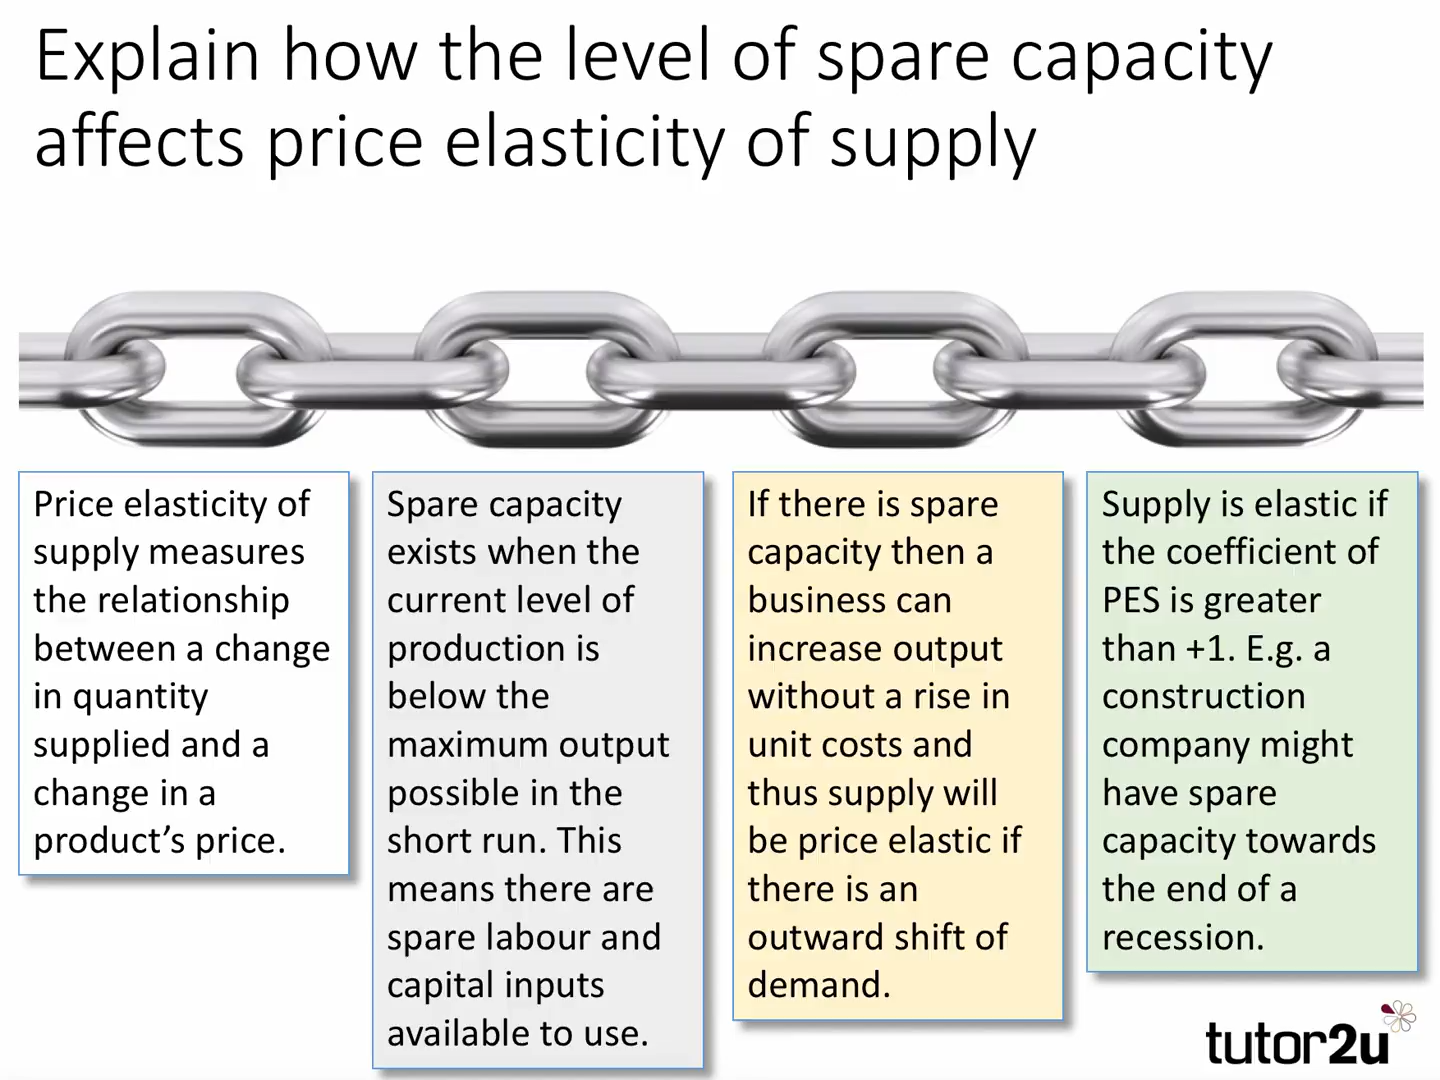 Explain how the level of spare capacity
affects price elasticity of supply
Price elasticity of
supply measures
the relationship
between a change
in quantity
supplied and a
change in a
product’s price.
Spare capacity
exists when the
current level of
production is
below the
maximum output
possible in the
short run. This
means there are
spare labour and
capital inputs
available to use.
If there is spare
capacity then a
business can
increase output
without a rise in
unit costs and
thus supply will
be price elastic if
there is an
outward shift of
demand.
Supply is elastic if
the coefficient of
PES is greater
than +1. E.g. a
construction
company might
have spare
capacity towards
the end of a
recession.
tutor2u